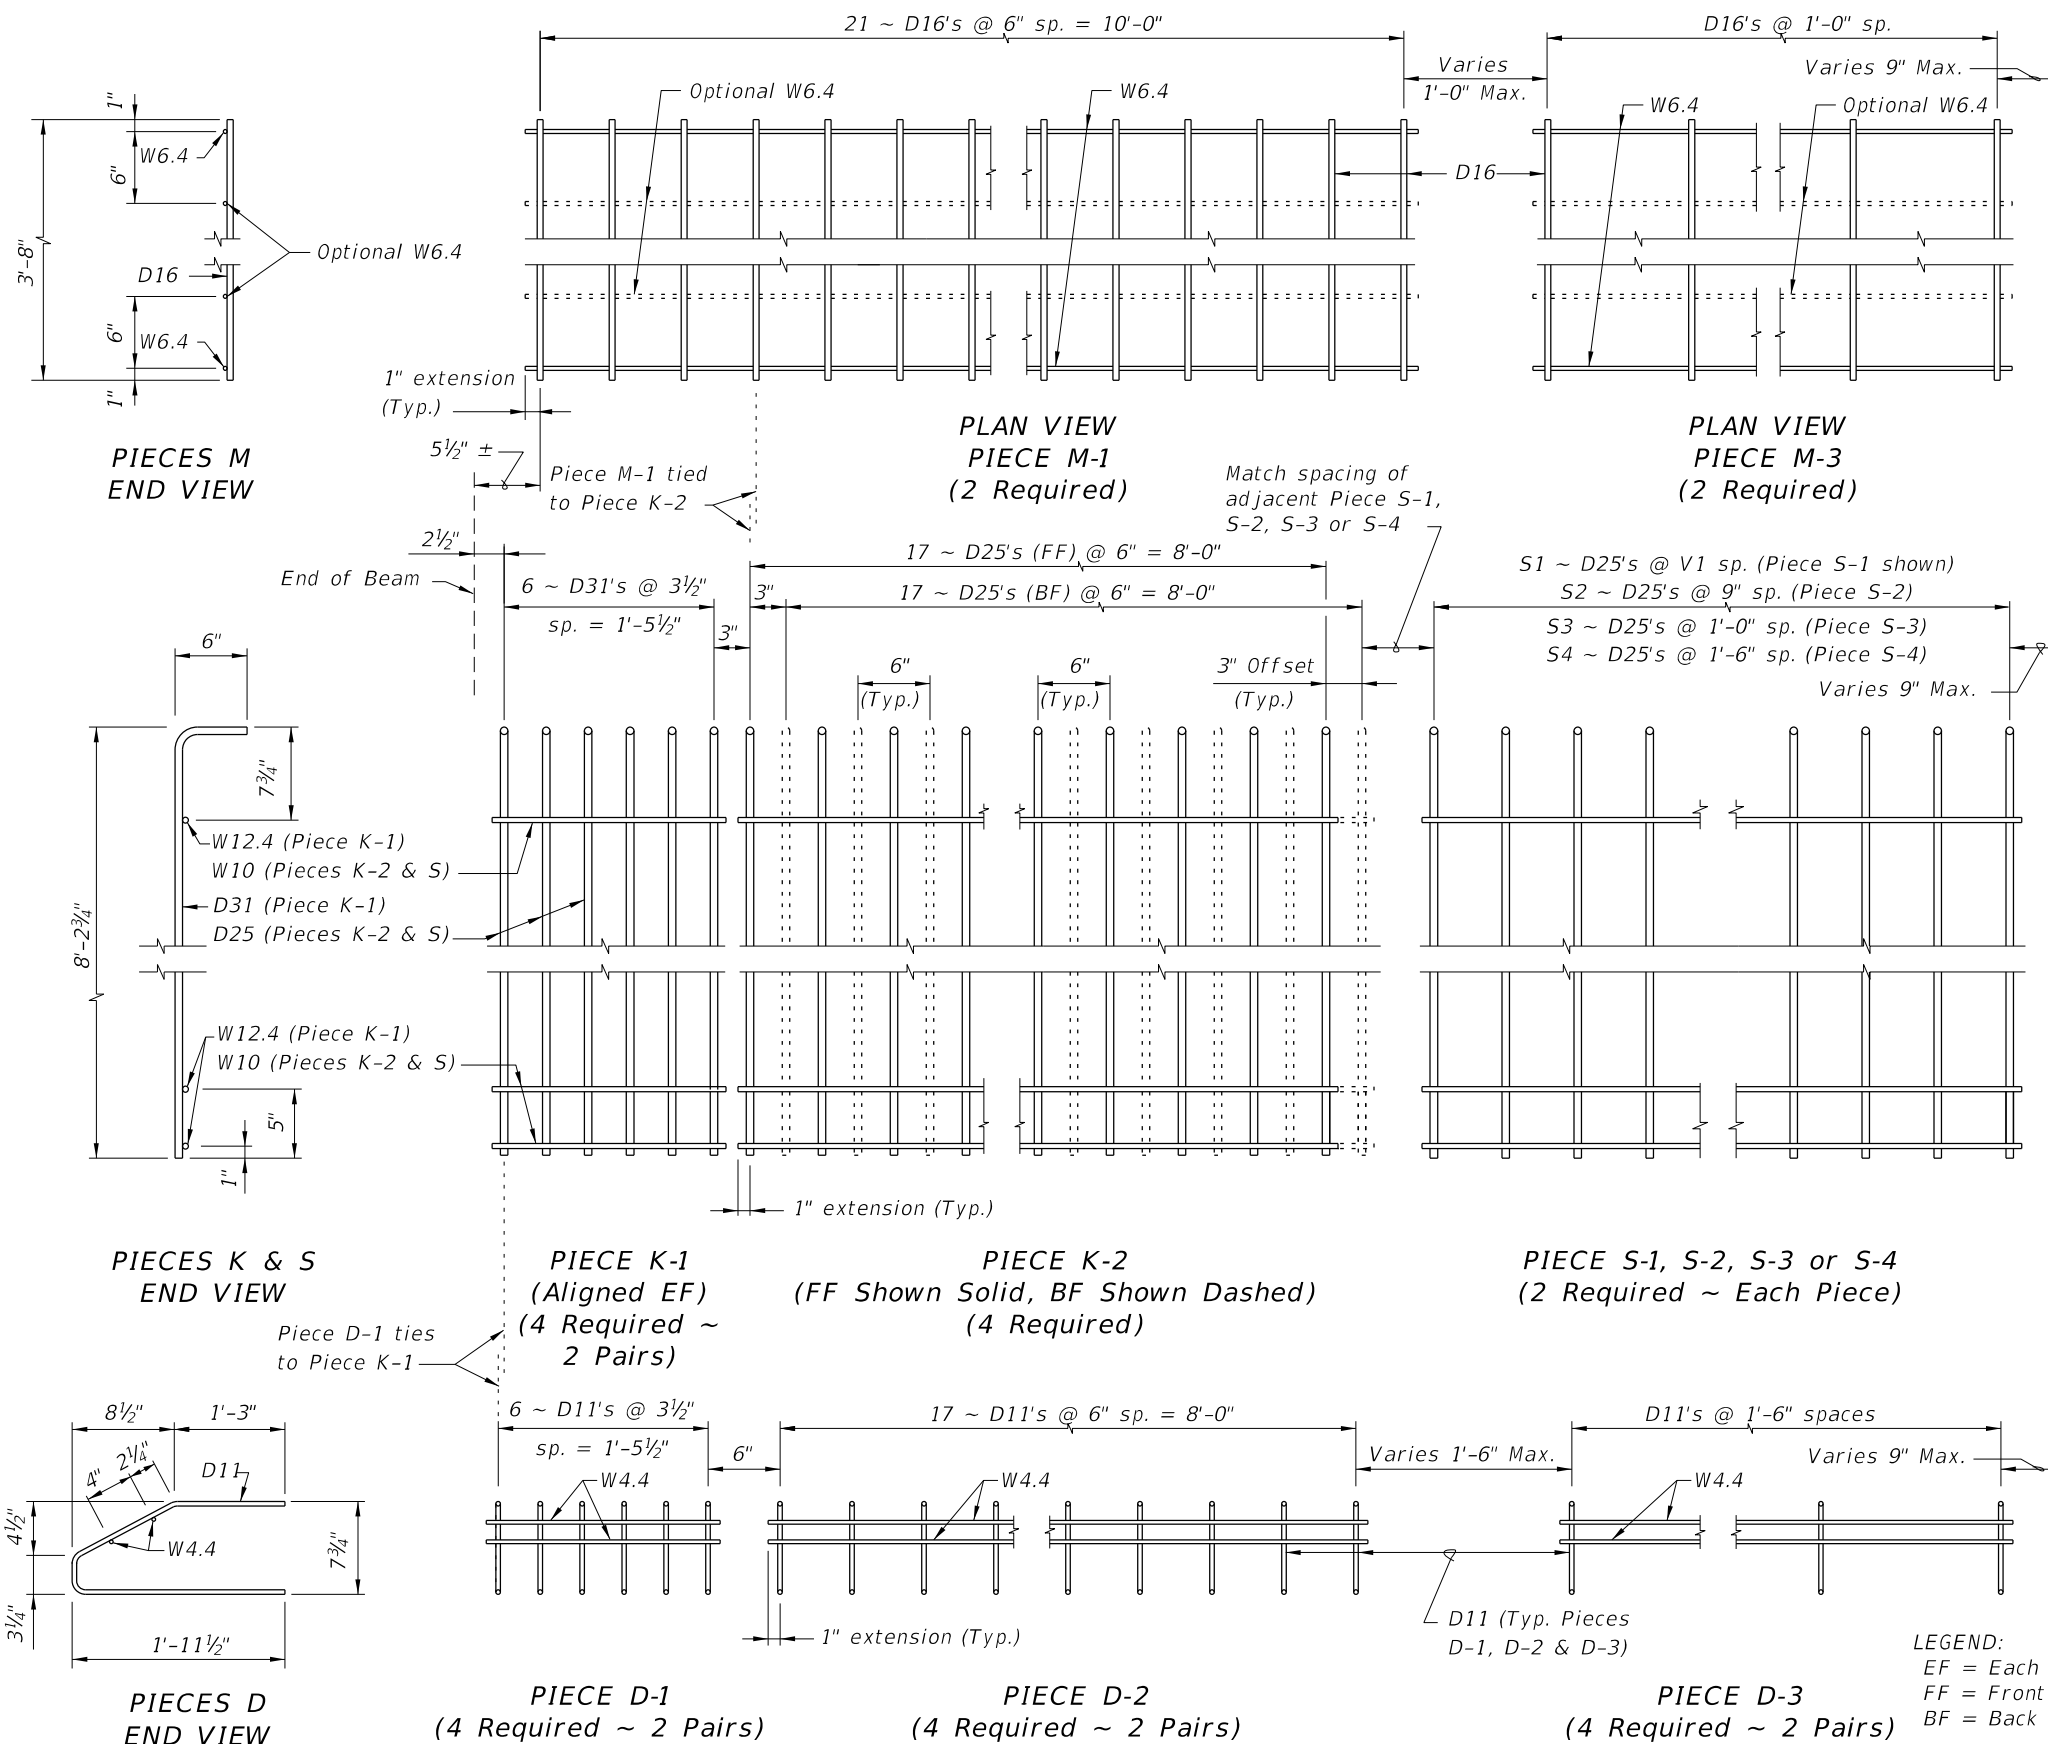 21 ~ D16's @ 6" sp. = 10'-0"
D16's @ 1'-0" sp.
Varies
1'-0" Max.
Varies 9" Max.
1"
Optional W6.4
W6.4
W6.4
Optional W6.4
W6.4
6"
D16
3'-8"
Optional W6.4
D16
6"
W6.4
1"
1" extension
(Typ.)
PIECES M
END VIEW
5½" ±
Piece M-1 tied
to Piece K-2
PLAN VIEW
PIECE M-1
(2 Required)
PLAN VIEW
PIECE M-3
(2 Required)
Match spacing of
adjacent Piece S-1,
S-2, S-3 or S-4
2½"
End of Beam
6 ~ D31's @ 3½"
sp. = 1'-5½"
3"
17 ~ D25's (FF) @ 6" = 8'-0"
3"
17 ~ D25's (BF) @ 6" = 8'-0"
S1 ~ D25's @ V1 sp. (Piece S-1 shown)
S2 ~ D25's @ 9" sp. (Piece S-2)
S3 ~ D25's @ 1'-0" sp. (Piece S-3)
S4 ~ D25's @ 1'-6" sp. (Piece S-4)
Varies 9" Max.
6"
(Typ.)
6"
(Typ.)
3" Offset
(Typ.)
6"
7¾"
W12.4 (Piece K-1)
W10 (Pieces K-2 & S)
D31 (Piece K-1)
D25 (Pieces K-2 & S)
8'-2¾"
W12.4 (Piece K-1)
W10 (Pieces K-2 & S)
5"
1"
1" extension (Typ.)
PIECES K & S
END VIEW
PIECE K-1
(Aligned EF)
(4 Required ~
2 Pairs)
PIECE K-2
(FF Shown Solid, BF Shown Dashed)
(4 Required)
PIECE S-1, S-2, S-3 or S-4
(2 Required ~ Each Piece)
Piece D-1 ties
to Piece K-1
8½"
1'-3"
4"
2¼"
D11
4½"
W4.4
7¾"
3¼"
1'-11½"
6 ~ D11's @ 3½"
sp. = 1'-5½"
6"
W4.4
17 ~ D11's @ 6" sp. = 8'-0"
W4.4
Varies 1'-6" Max.
D11's @ 1'-6" spaces
Varies 9" Max.
W4.4
1" extension (Typ.)
D11 (Typ. Pieces
D-1, D-2 & D-3)
LEGEND:
EF = Each
FF = Front
BF = Back
PIECES D
END VIEW
PIECE D-1
(4 Required ~ 2 Pairs)
PIECE D-2
(4 Required ~ 2 Pairs)
PIECE D-3
(4 Required ~ 2 Pairs)